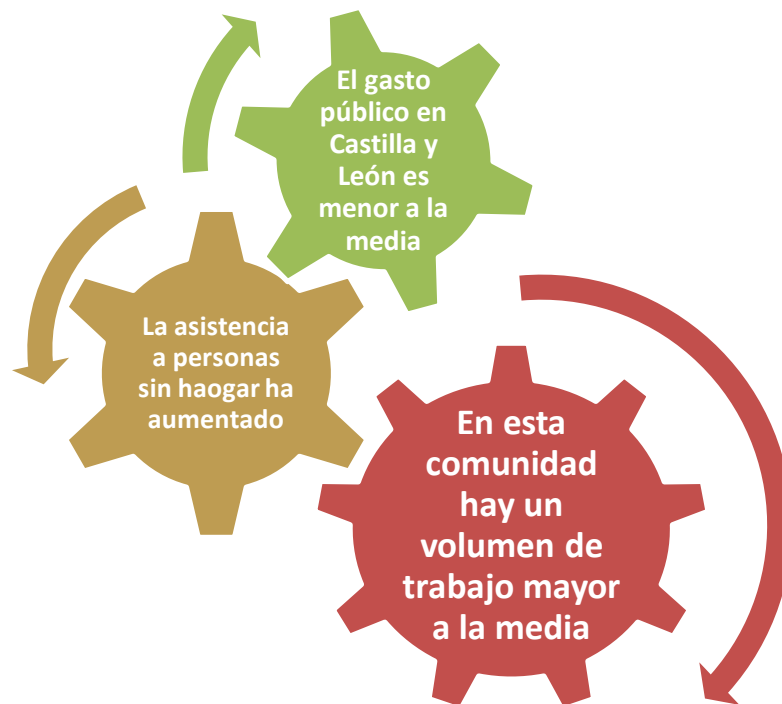 El gasto
público en
Castilla y
León es
menor a la
media
La asistencia
a personas
sin haogar ha
aumentado
En esta
comunidad
hay un
volumen de
trabajo mayor
a la media